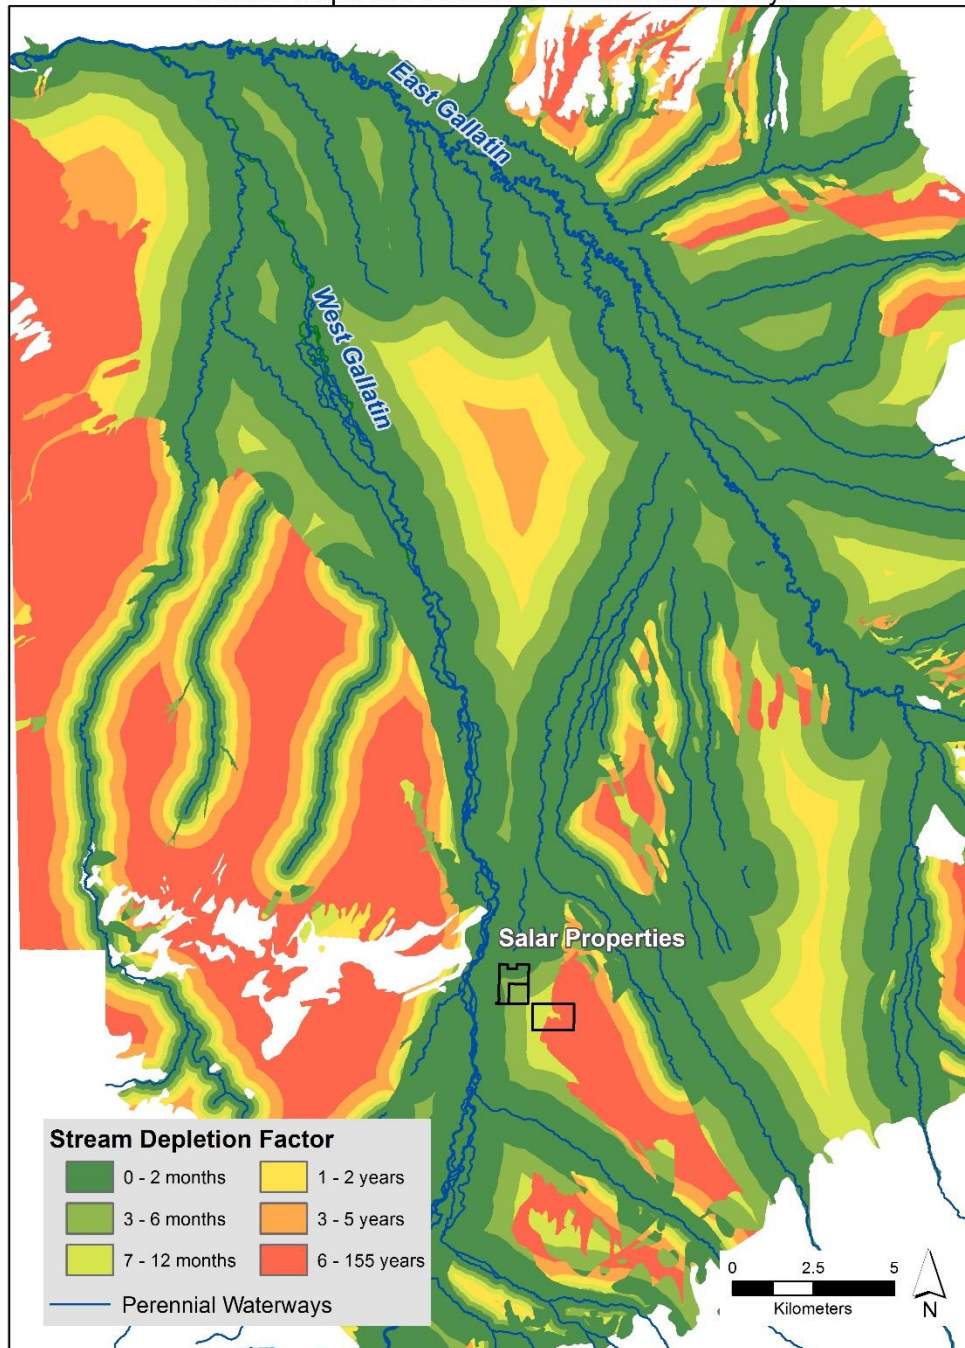 East Gallatin
West Gallatin
Salar Properties
Stream Depletion Factor
0 - 2 months
1 - 2 years
3 - 6 months
3 - 5 years
7 - 12 months
6 - 155 years
Perennial Waterways
0 2.5 5
Kilometers
N